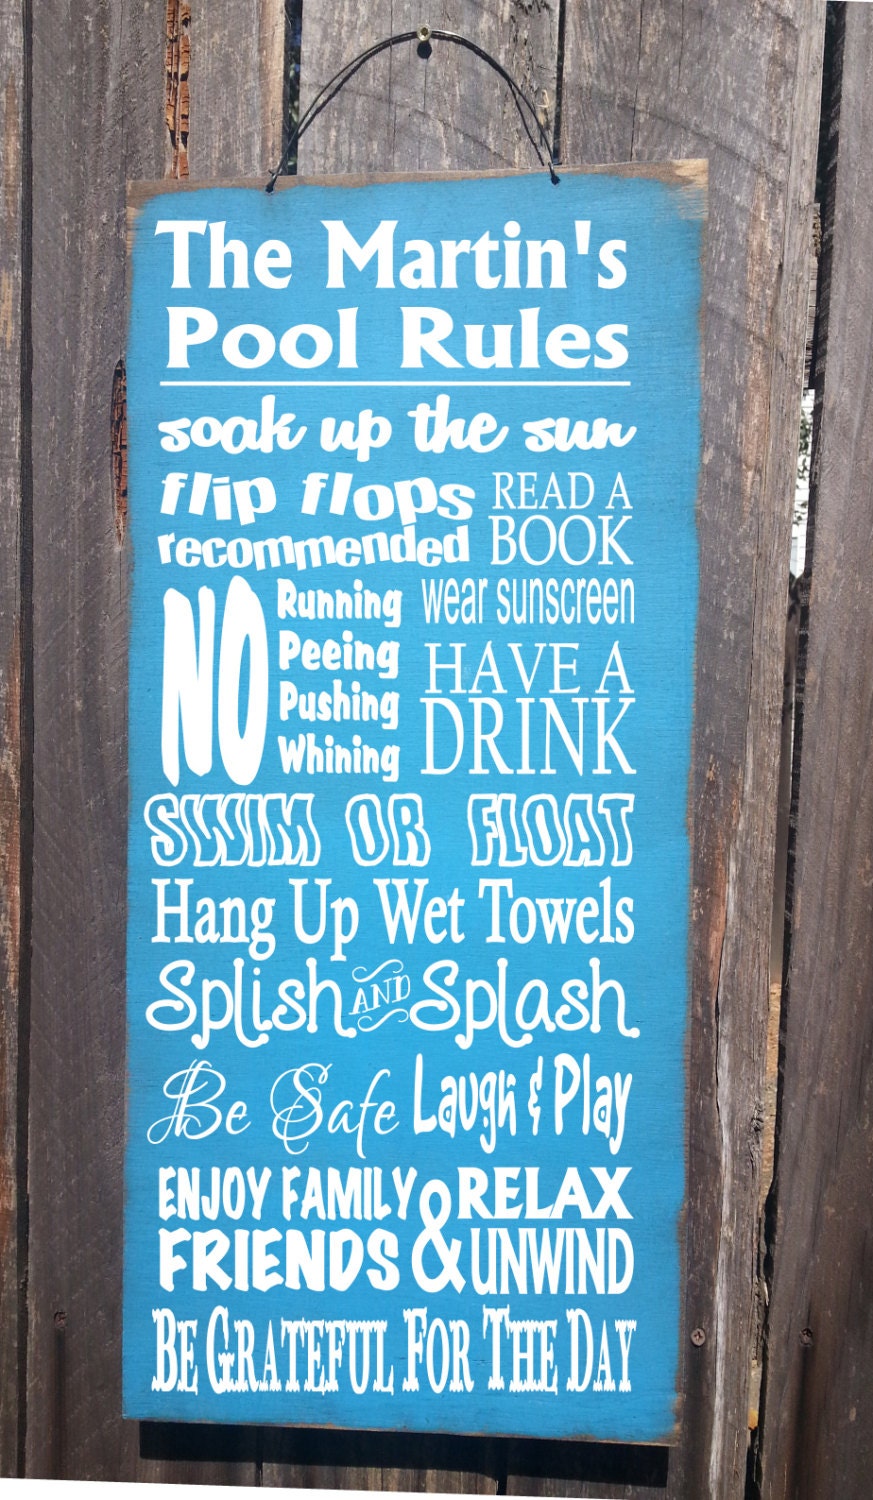 The Martin's
Pool Rules
soak up the sun
flip flops
recommended
READ A
BOOK
NO
Running
Peeing
Pushing
Whining
wear sunscreen
HAVE A
DRINK
SWIM OR FLOAT
Hang Up Wet Towels
Splish AND Splash
Be Safe Laugh & Play
ENJOY FAMILY
& FRIENDS
RELAX
UNWIND
BE GRATEFUL FOR THE DAY